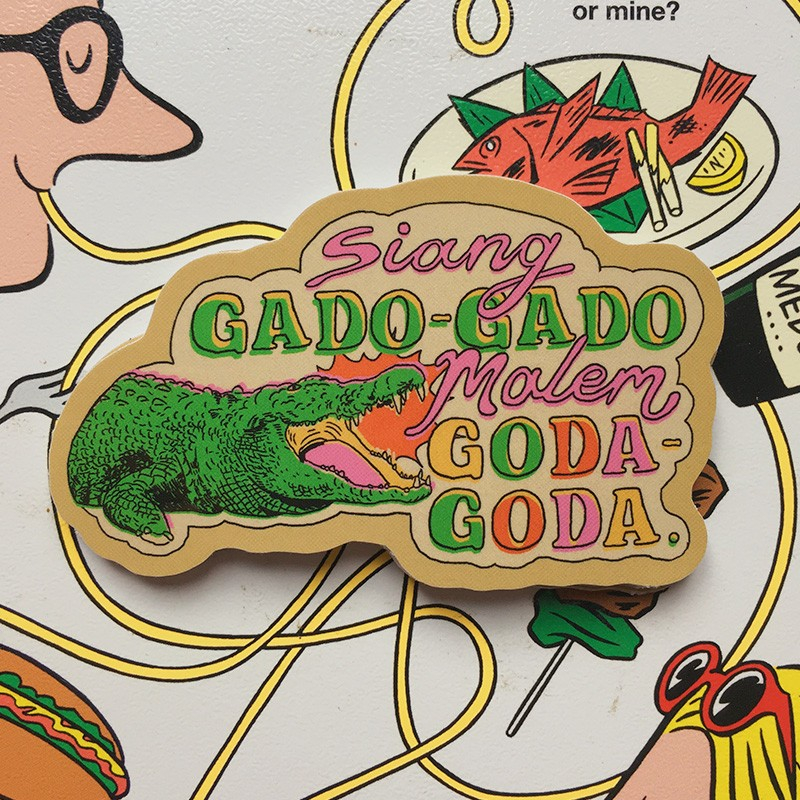 or mine?
Siang
GADO-GADO
Malem
GODA-
GODA.